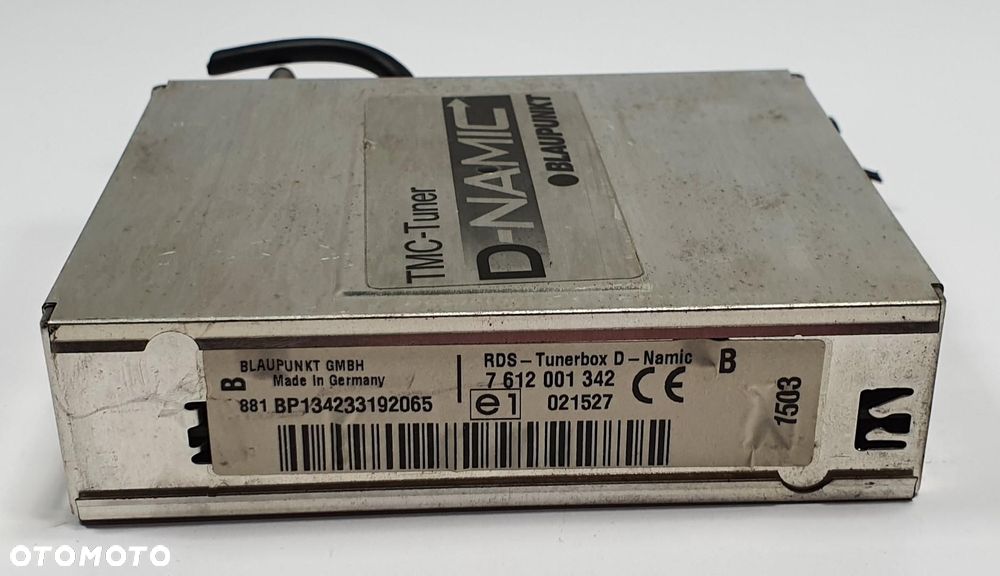 TMC-Tuner
D-NAMIC
BLAUPUNKT
B
BLAUPUNKT GMBH
Made In Germany
881 BP134233192065
RDS-Tunerbox D-Namic
7 612 001 342
e1 021527
CE
B
1503
OTOMOTO